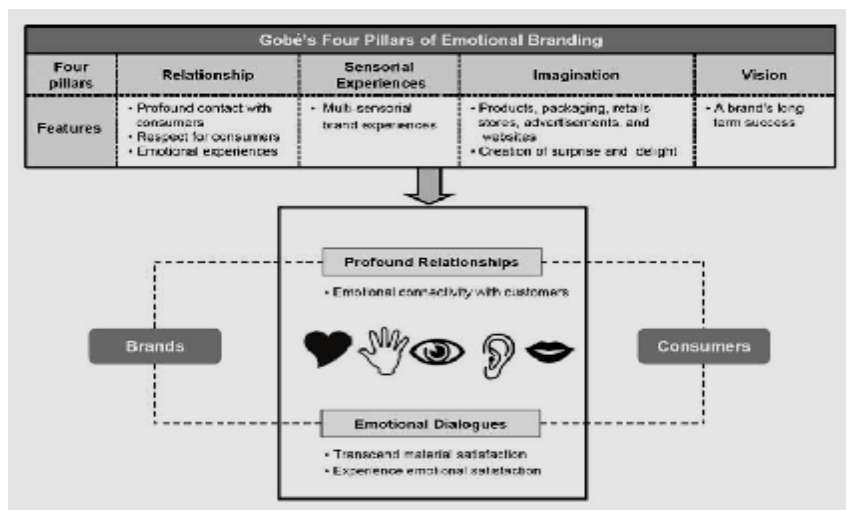 Gobé's Four Pillars of Emotional Branding
Four
pillars
Relationship
Sensorial
Experiences
Imagination
Vision
Features
• Profound contact with
consumers
• Respect for consumers
• Emotional experiences
• Multi-sensorial
brand experiences
• Products, packaging, retails
stores, advertisements, and
websites
• Creation of surprise and delight
• A brand's long
term success
Profound Relationships
• Emotional connectivity with customers
Brands
Consumers
Emotional Dialogues
• Transcend material satisfaction
• Experience emotional satisfaction